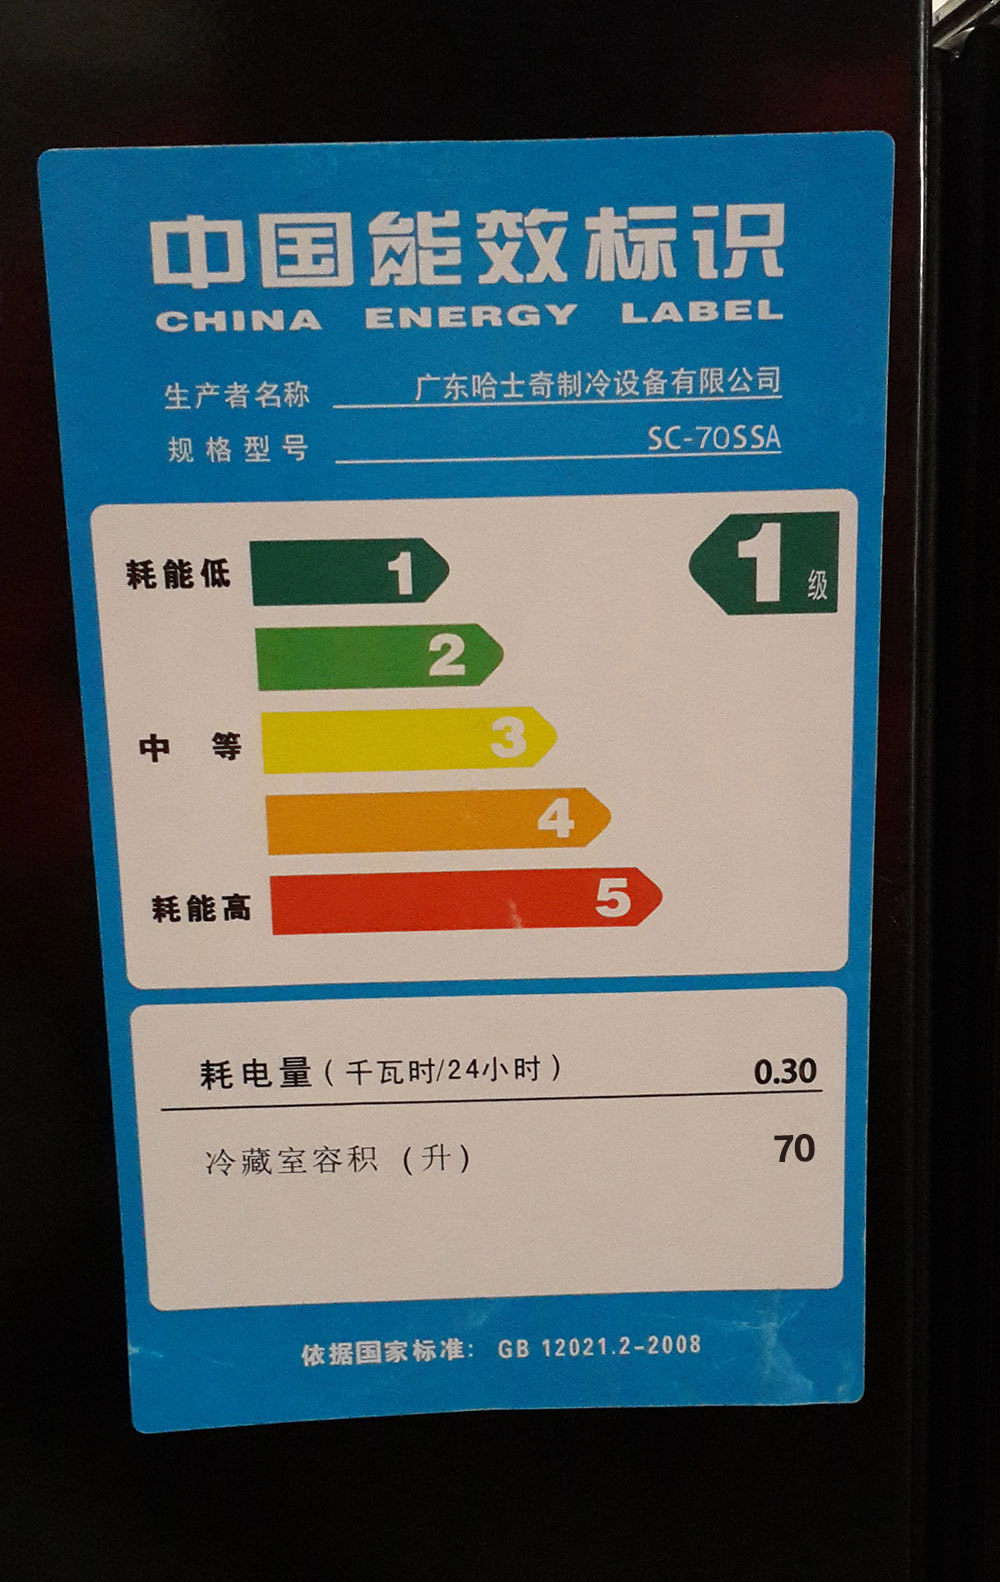 中国能效标识
CHINA ENERGY LABEL
生产者名称 广东哈士奇制冷设备有限公司
规格型号 SC-70SSA
耗能低 1 1级
2
中等 3
4
耗能高 5
耗电量(千瓦时/24小时) 0.30
冷藏室容积 (升) 70
依据国家标准: GB 12021.2-2008